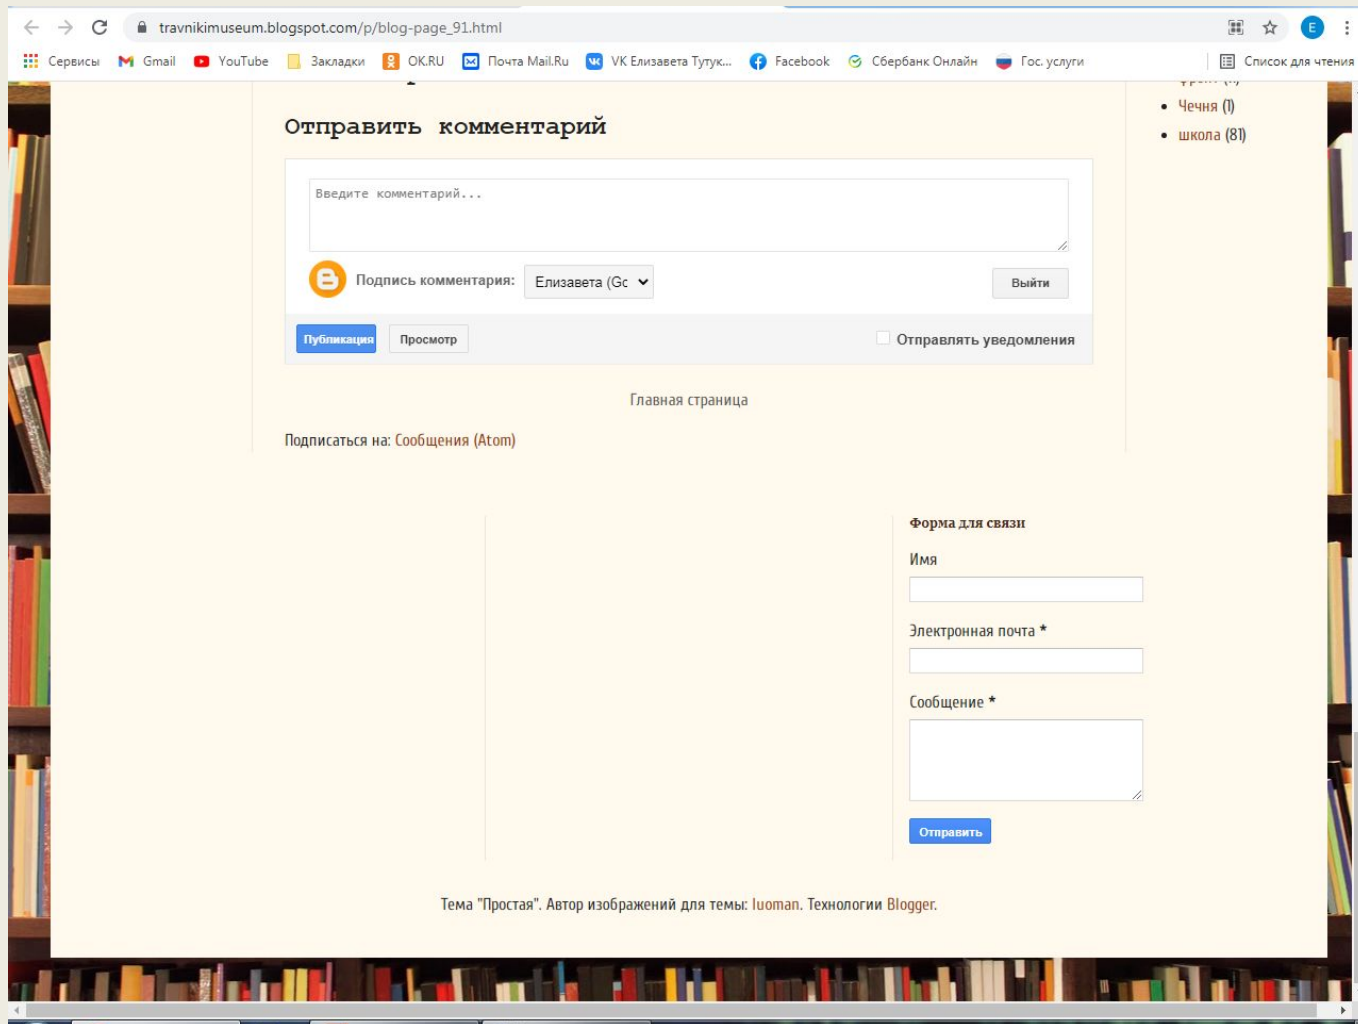 travnikimuseum.blogspot.com/p/blog-page_91.html
E
Сервисы Gmail YouTube Закладки OK.RU Почта Mail.Ru VK Елизавета Тутук... Facebook Сбербанк Онлайн Гос. услуги Список для чтения
Чечня (1)
школа (81)
Отправить комментарий
Введите комментарий...
Подпись комментария: Елизавета (Go
Выйти
Публикация Просмотр
Отправлять уведомления
Главная страница
Подписаться на: Сообщения (Atom)
Форма для связи
Имя
Электронная почта *
Сообщение *
Отправить
Тема "Простая". Автор изображений для темы: luoman. Технологии Blogger.